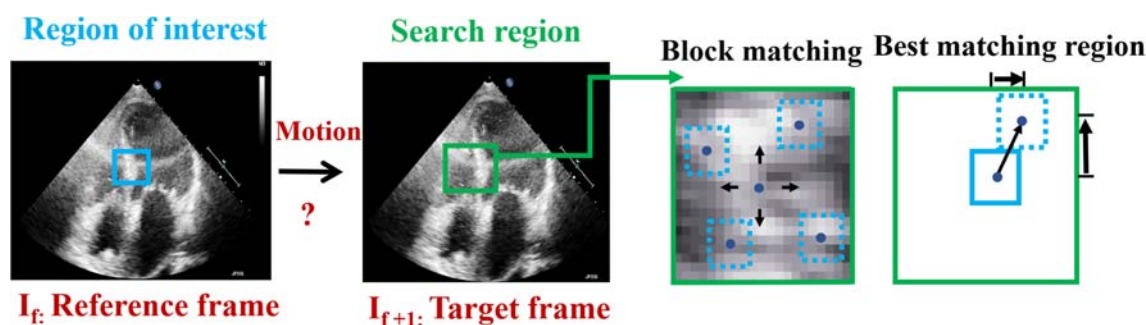 Region of interest
Search region
Block matching
Best matching region
Motion
?
I_f: Reference frame
I_f+1: Target frame